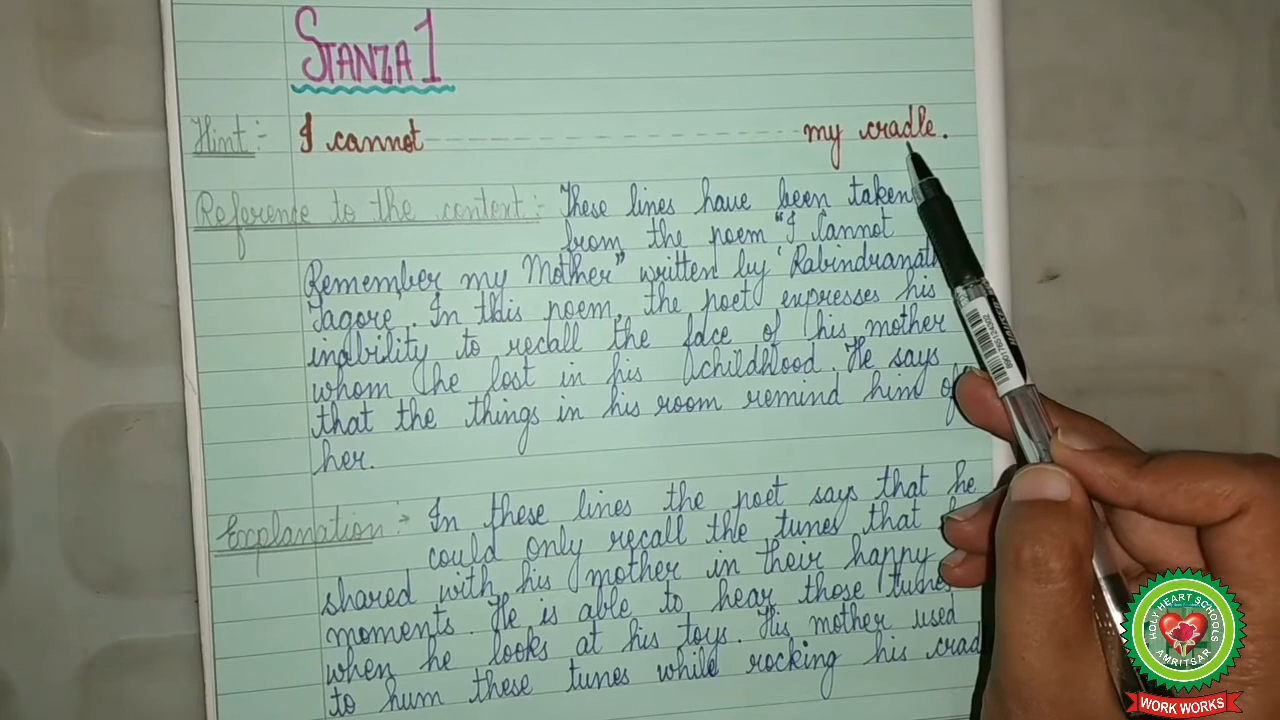 STANZA 1
Hint:- I cannot ---------- my cradle.
Reference to the context:- These lines have been taken
from the poem "I Cannot
Remember my Mother" written by 'Rabindranath
Tagore. In this poem, the poet expresses his
inability to recall the face of his mother
whom he lost in his childhood. He says
that the things in his room remind him of
her.
Explanation:- In these lines the poet says that he
could only recall the tunes that
shared with his mother in their happy
moments. He is able to hear those tunes
when he looks at his toys. His mother used
to hum these tunes while rocking his crad
HOLY HEART SCHOOLS
AMRITSAR
WORK WORKS